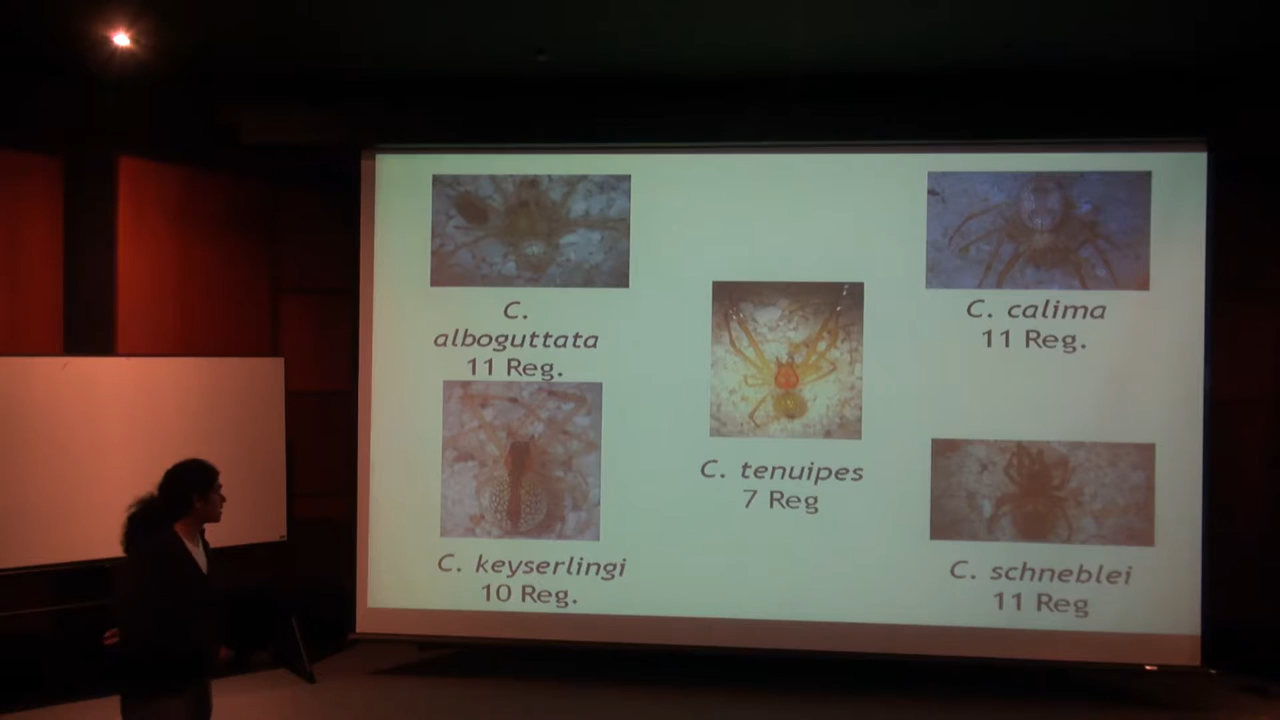 C.
alboguttata
11 Reg.
C. keyserlingi
10 Reg.
C. tenuipes
7 Reg
C. calima
11 Reg.
C. schneblei
11 Reg